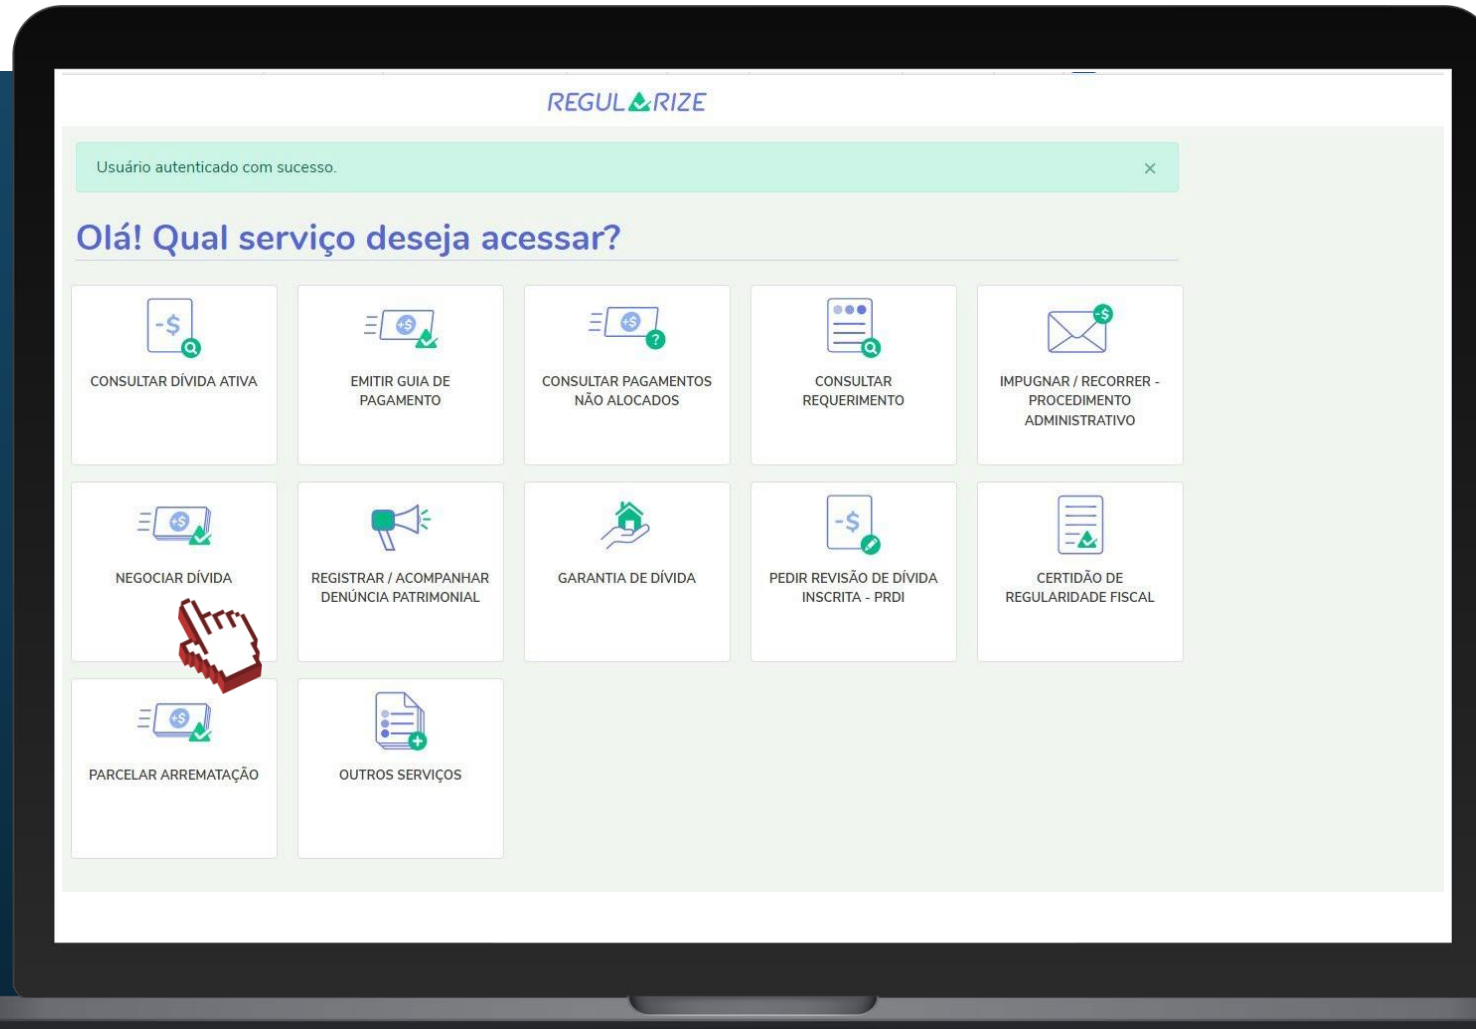 REGULARIZE
Usuário autenticado com sucesso.
×
Olá! Qual serviço deseja acessar?
-$
CONSULTAR DÍVIDA ATIVA
+$
EMITIR GUIA DE
PAGAMENTO
+$
?
CONSULTAR PAGAMENTOS
NÃO ALOCADOS
CONSULTAR
REQUERIMENTO
-$
IMPUGNAR / RECORRER -
PROCEDIMENTO
ADMINISTRATIVO
+$
NEGOCIAR DÍVIDA
REGISTRAR / ACOMPANHAR
DENÚNCIA PATRIMONIAL
GARANTIA DE DÍVIDA
-$
PEDIR REVISÃO DE DÍVIDA
INSCRITA - PRDI
CERTIDÃO DE
REGULARIDADE FISCAL
+$
PARCELAR ARREMATAÇÃO
OUTROS SERVIÇOS